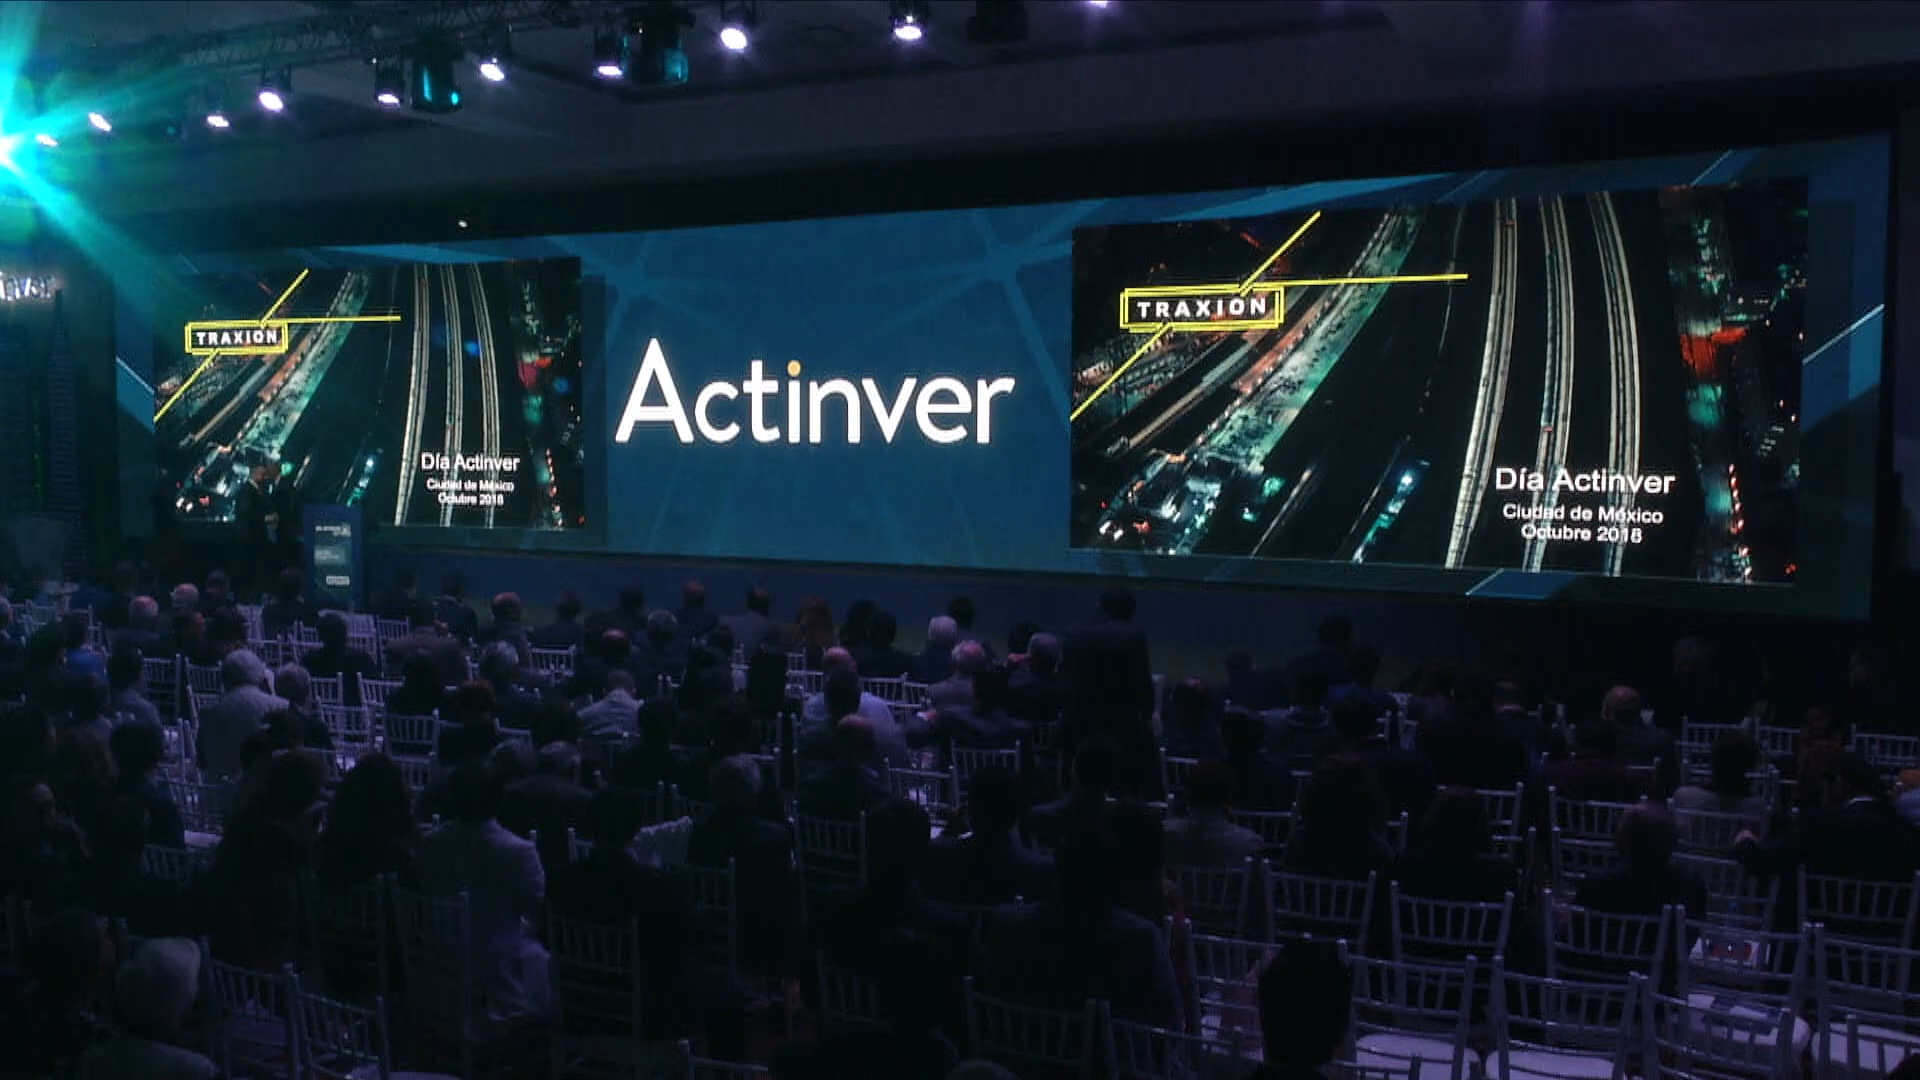 TRAXION
Día Actinver
Ciudad de México
Octubre 2018
Actinver
TRAXION
Día Actinver
Ciudad de México
Octubre 2018